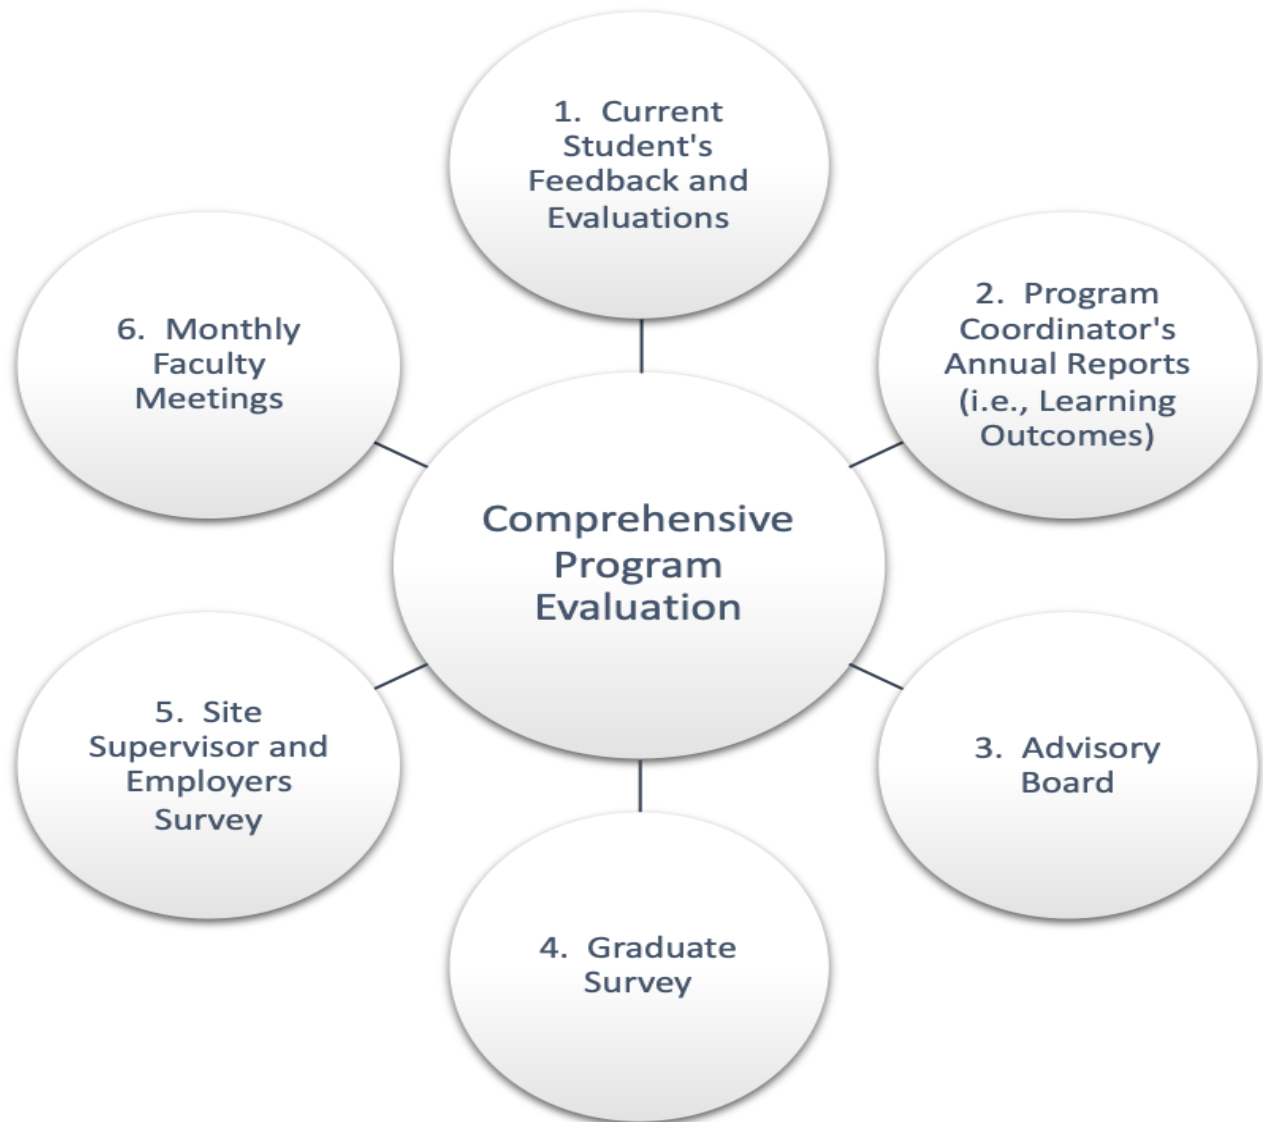 1.  Current
Student's
Feedback and
Evaluations
2.  Program
Coordinator's
Annual Reports
(i.e., Learning
Outcomes)
6.  Monthly
Faculty
Meetings
Comprehensive
Program
Evaluation
5.  Site
Supervisor and
Employers
Survey
3.  Advisory
Board
4.  Graduate
Survey